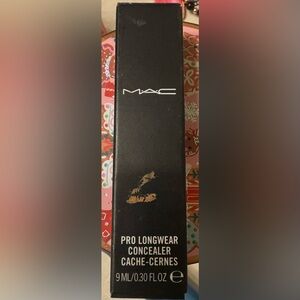 MAC
PRO LONGWEAR
CONCEALER
CACHE-CERNES
9 ML/0.30 FL OZ e